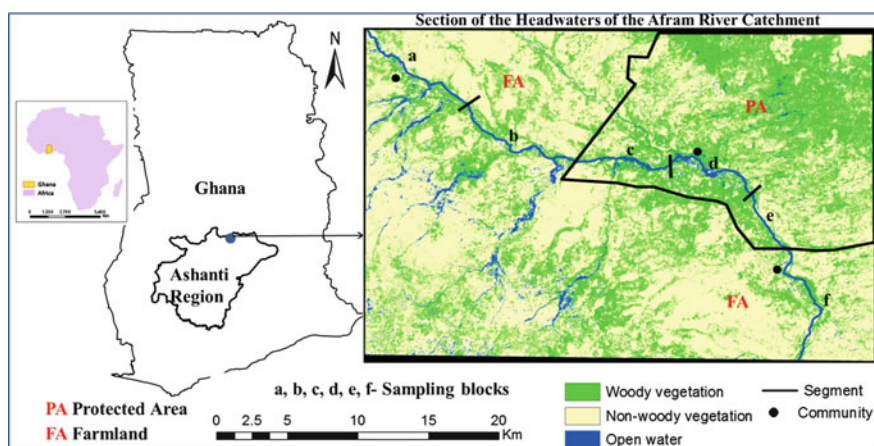 Section of the Headwaters of the Afram River Catchment
N
a
FA
PA
b
c
d
e
FA
f
Ghana
Africa
Ghana
Ashanti
Region
a, b, c, d, e, f- Sampling blocks
PA Protected Area
FA Farmland
0 2.5 5 10 15 20
Km
Woody vegetation
Non-woody vegetation
Open water
Segment
Community